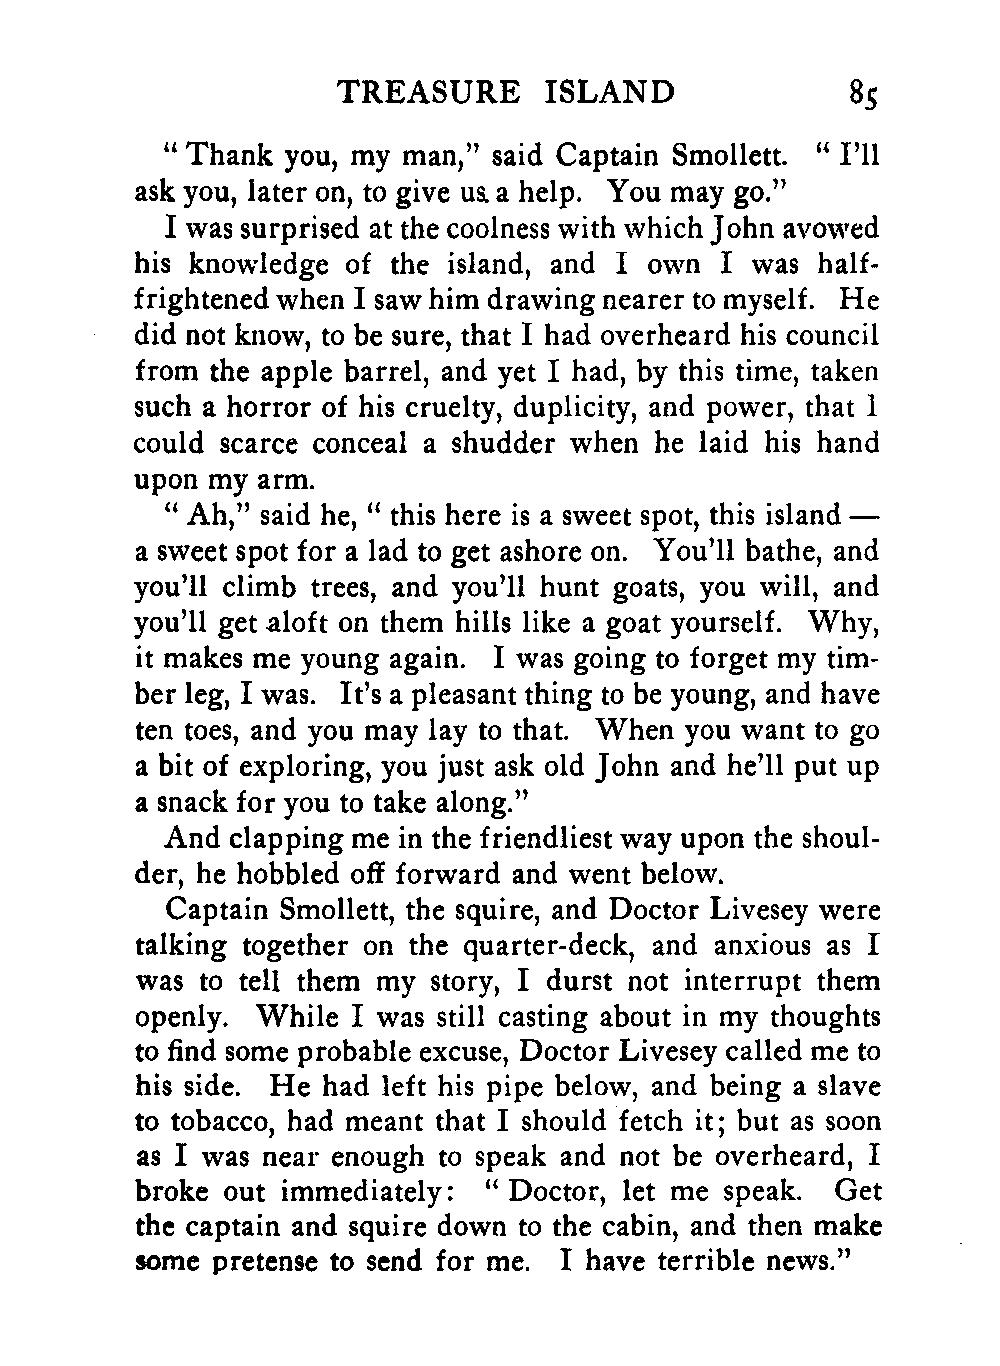 TREASURE ISLAND 85
“ Thank you, my man,” said Captain Smollett. “ I’ll
ask you, later on, to give us a help. You may go.”
I was surprised at the coolness with which John avowed
his knowledge of the island, and I own I was half-
frightened when I saw him drawing nearer to myself. He
did not know, to be sure, that I had overheard his council
from the apple barrel, and yet I had, by this time, taken
such a horror of his cruelty, duplicity, and power, that I
could scarce conceal a shudder when he laid his hand
upon my arm.
“ Ah,” said he, “ this here is a sweet spot, this island —
a sweet spot for a lad to get ashore on. You’ll bathe, and
you’ll climb trees, and you’ll hunt goats, you will, and
you’ll get aloft on them hills like a goat yourself. Why,
it makes me young again. I was going to forget my tim-
ber leg, I was. It’s a pleasant thing to be young, and have
ten toes, and you may lay to that. When you want to go
a bit of exploring, you just ask old John and he’ll put up
a snack for you to take along.”
And clapping me in the friendliest way upon the shoul-
der, he hobbled off forward and went below.
Captain Smollett, the squire, and Doctor Livesey were
talking together on the quarter-deck, and anxious as I
was to tell them my story, I durst not interrupt them
openly. While I was still casting about in my thoughts
to find some probable excuse, Doctor Livesey called me to
his side. He had left his pipe below, and being a slave
to tobacco, had meant that I should fetch it; but as soon
as I was near enough to speak and not be overheard, I
broke out immediately: “ Doctor, let me speak. Get
the captain and squire down to the cabin, and then make
some pretense to send for me. I have terrible news.”